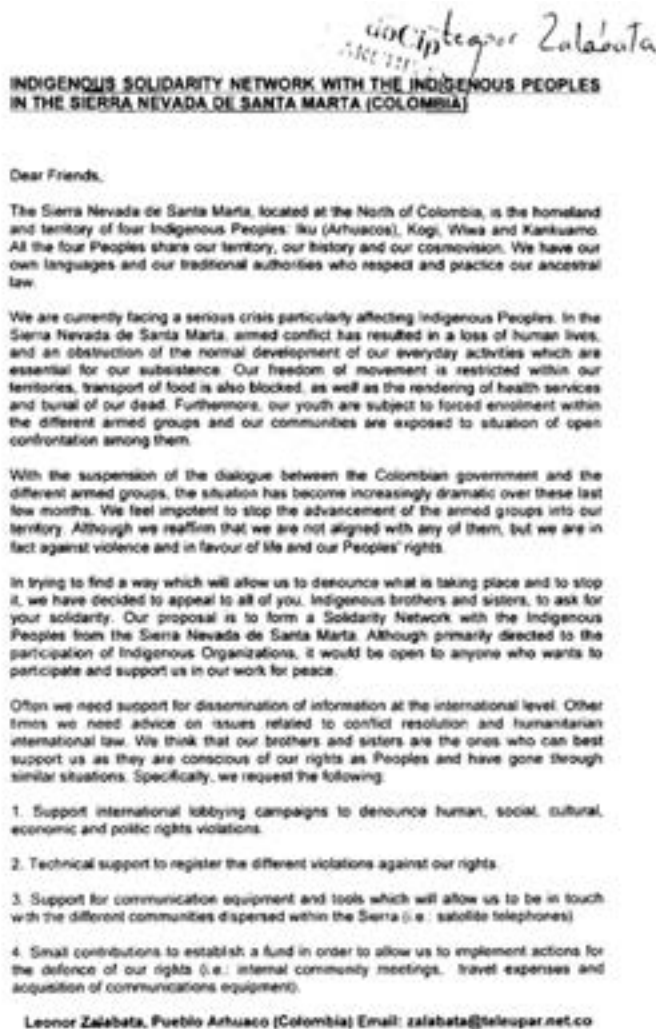 doCip Leonor Zalabata
ARCHI
INDIGENOUS SOLIDARITY NETWORK WITH THE INDIGENOUS PEOPLES
IN THE SIERRA NEVADA DE SANTA MARTA (COLOMBIA)
Dear Friends,
The Sierra Nevada de Santa Marta, located at the North of Colombia, is the homeland
and territory of four Indigenous Peoples: Iku (Arhuacos), Kogi, Wiwa and Kankuamo.
All the four Peoples share our territory, our history and our cosmovision. We have our
own languages and our traditional authorities who respect and practice our ancestral
law.
We are currently facing a serious crisis particularly affecting Indigenous Peoples. In the
Sierra Nevada de Santa Marta, armed conflict has resulted in a loss of human lives,
and an obstruction of the normal development of our everyday activities which are
essential for our subsistence. Our freedom of movement is restricted within our
territories, transport of food is also blocked, as well as the rendering of health services
and burial of our dead. Furthermore, our youth are subject to forced enrolment within
the different armed groups and our communities are exposed to situation of open
confrontation among them.
With the suspension of the dialogue between the Colombian government and the
different armed groups, the situation has become increasingly dramatic over these last
few months. We feel impotent to stop the advancement of the armed groups into our
territory. Although we reaffirm that we are not aligned with any of them, but we are in
fact against violence and in favour of life and our Peoples' rights.
In trying to find a way which will allow us to denounce what is taking place and to stop
it, we have decided to appeal to all of you, Indigenous brothers and sisters, to ask for
your solidarity. Our proposal is to form a Solidarity Network with the Indigenous
Peoples from the Sierra Nevada de Santa Marta. Although primarily directed to the
participation of Indigenous Organizations, it would be open to anyone who wants to
participate and support us in our work for peace.
Often we need support for dissemination of information at the international level. Other
times we need advice on issues related to conflict resolution and humanitarian
international law. We think that our brothers and sisters are the ones who can best
support us as they are conscious of our rights as Peoples and have gone through
similar situations. Specifically, we request the following:
1. Support international lobbying campaigns to denounce human, social, cultural,
economic and politic rights violations.
2. Technical support to register the different violations against our rights.
3. Support for communication equipment and tools which will allow us to be in touch
with the different communities dispersed within the Sierra (i.e.: satellite telephones)
4. Small contributions to establish a fund in order to allow us to implement actions for
the defence of our rights (i.e.: internal community meetings, travel expenses and
acquisition of communications equipment).
Leonor Zalabata, Pueblo Arhuaco (Colombia) Email: zalabata@teleupar.net.co